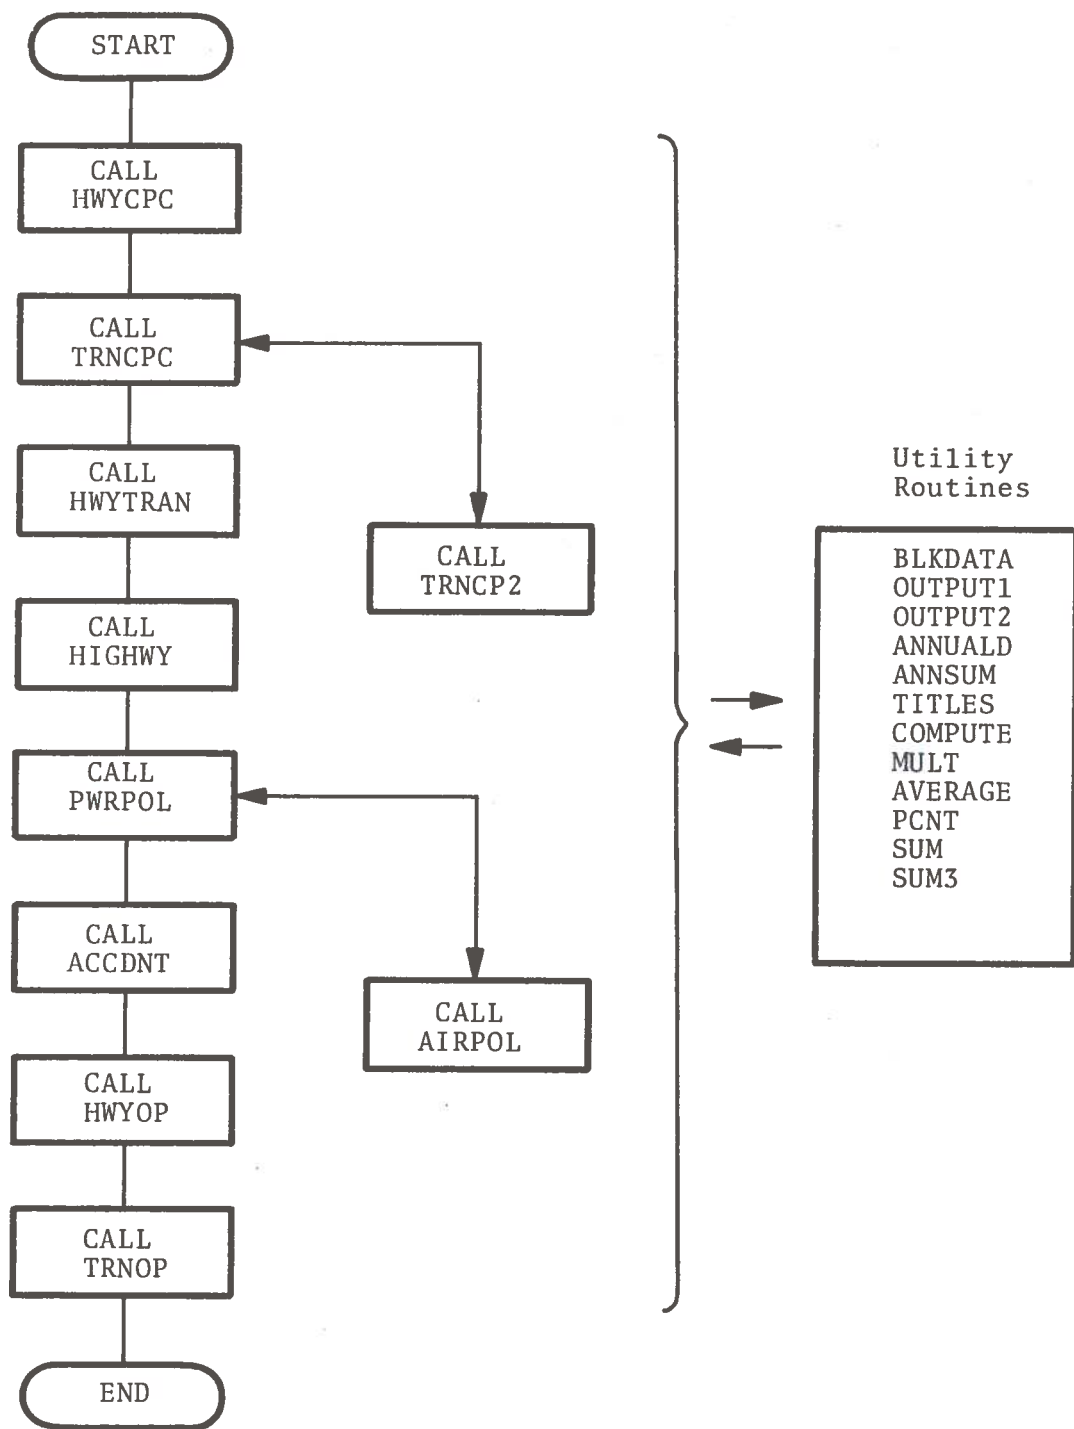 START
CALL
HWYCPC
CALL
TRNCPC
CALL
HWYTRAN
CALL
TRNCP2
CALL
HIGHWY
CALL
PWRPOL
CALL
ACCDNT
CALL
AIRPOL
CALL
HWYOP
CALL
TRNOP
END
Utility
Routines
BLKDATA
OUTPUT1
OUTPUT2
ANNUALD
ANNSUM
TITLES
COMPUTE
MULT
AVERAGE
PCNT
SUM
SUM3